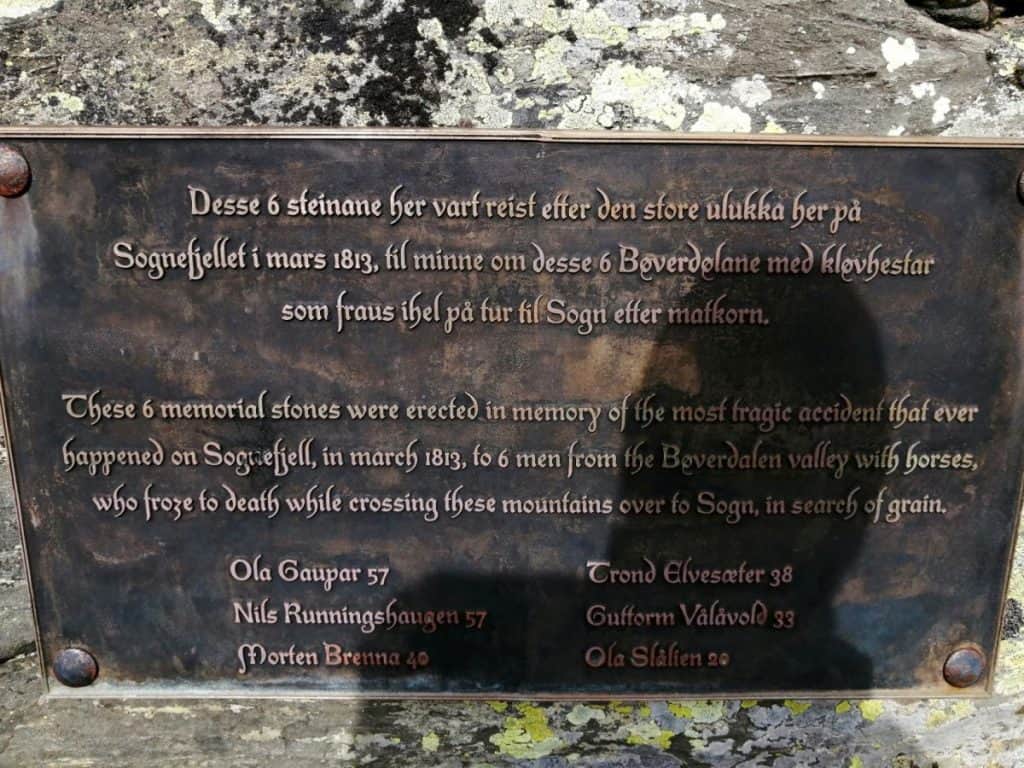 Desse 6 steinane her vart reist etter den store ulukka her på
Sognefjellet i mars 1813, til minne om desse 6 Bøverdølane med kløvhestar
som fraus ihel på tur til Sogn etter matkorn.
These 6 memorial stones were erected in memory of the most tragic accident that ever
happened on Sognefjell, in march 1813, to 6 men from the Bøverdalen valley with horses,
who froze to death while crossing these mountains over to Sogn, in search of grain.
Ola Gaupar 57
Nils Runningshaugen 57
Morten Brenna 40
Trond Elvesæter 38
Guttorm Vålåvold 33
Ola Slålien 20